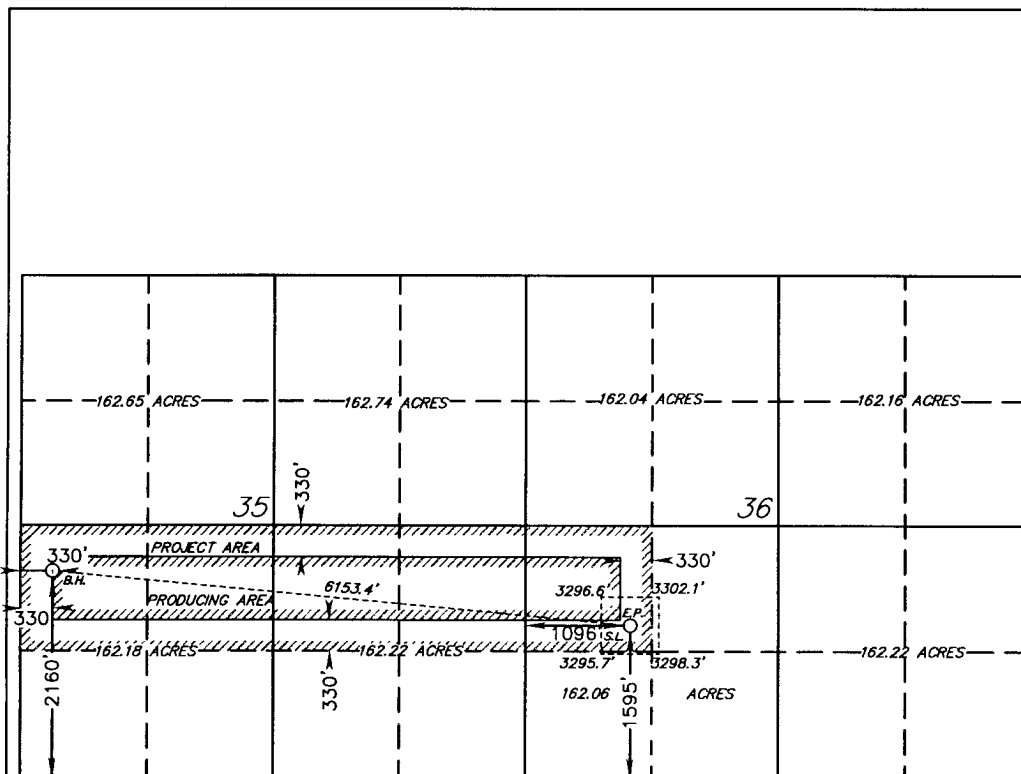 162.65 ACRES
162.74 ACRES
162.04 ACRES
162.16 ACRES
330'
35
36
PROJECT AREA
330'
330'
B.H.
6153.4'
3296.6'
3302.1'
PRODUCING AREA
E.P.
330'
1096'
S.L.
162.18 ACRES
162.22 ACRES
3295.7'
3298.3'
162.22 ACRES
2160'
330'
162.06 ACRES
1595'